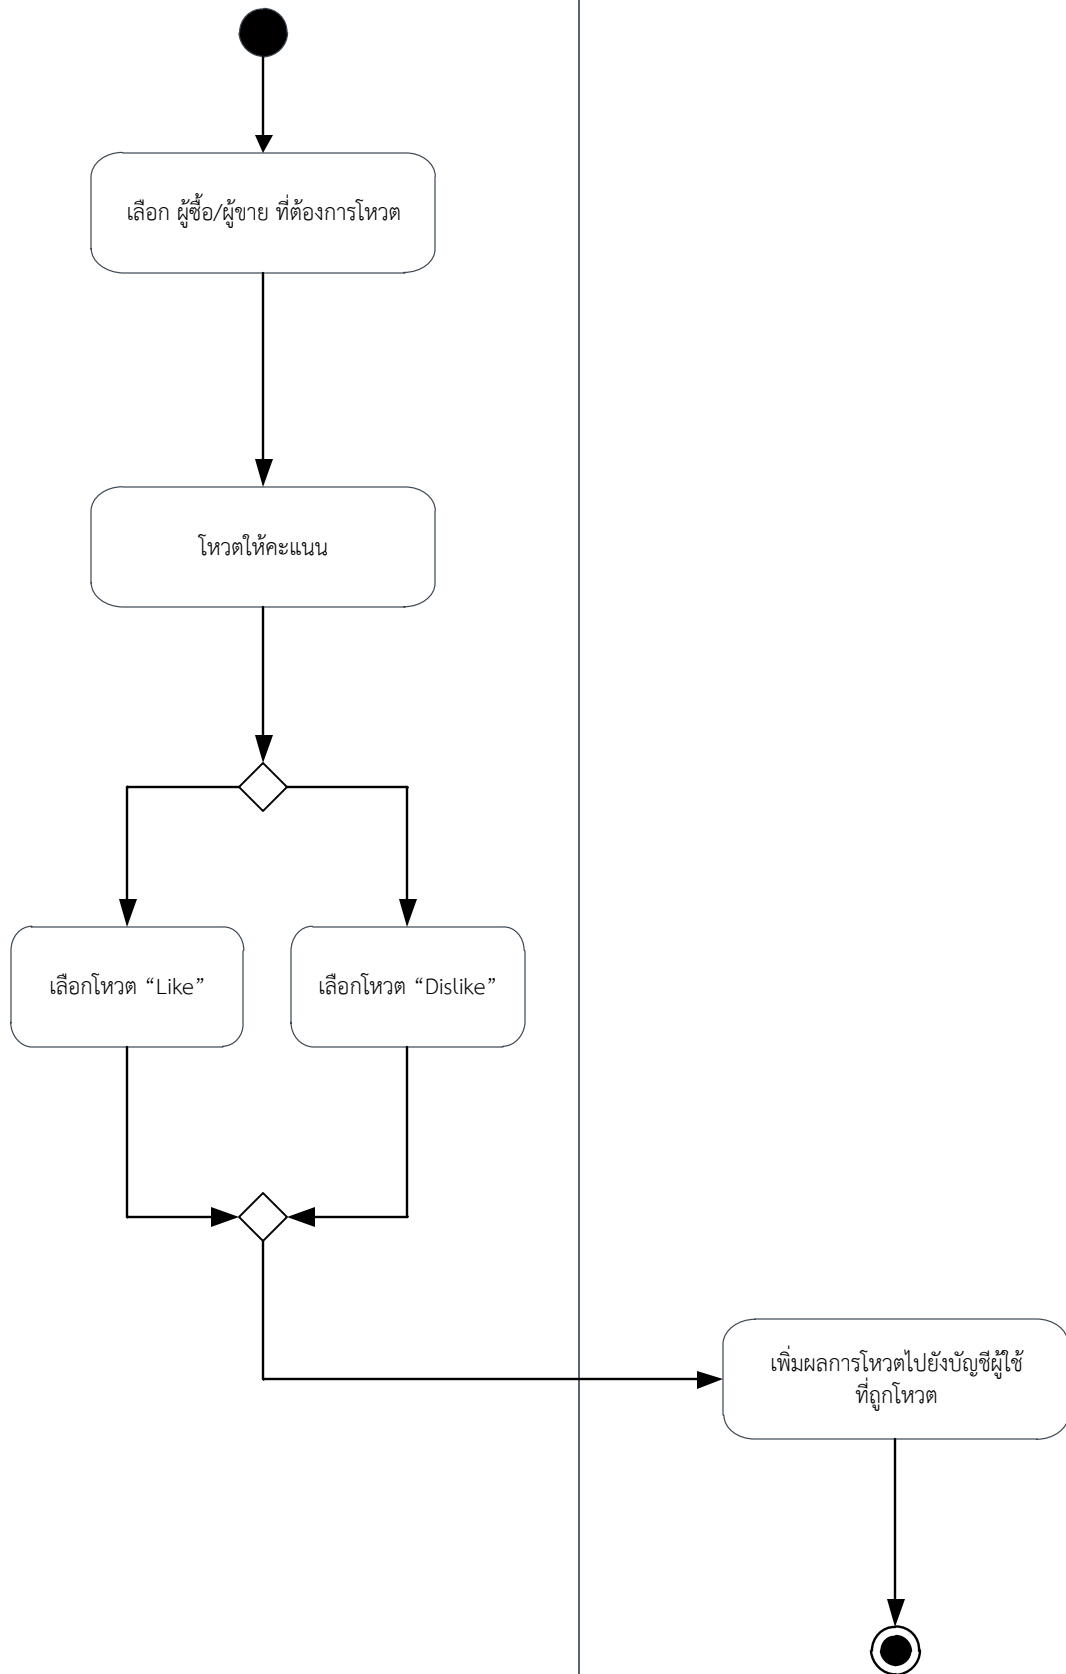 เลือก ผู้ซื้อ/ผู้ขาย ที่ต้องการโหวต
โหวตให้คะแนน
เลือกโหวต “Like”
เลือกโหวต “Dislike”
เพิ่มผลการโหวตไปยังบัญชีผู้ใช้
ที่ถูกโหวต